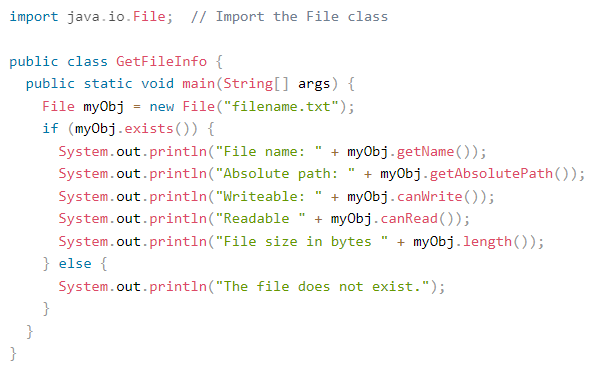 import java.io.File;  // Import the File class

public class GetFileInfo {
  public static void main(String[] args) {
    File myObj = new File("filename.txt");
    if (myObj.exists()) {
      System.out.println("File name: " + myObj.getName());
      System.out.println("Absolute path: " + myObj.getAbsolutePath());
      System.out.println("Writeable: " + myObj.canWrite());
      System.out.println("Readable " + myObj.canRead());
      System.out.println("File size in bytes " + myObj.length());
    } else {
      System.out.println("The file does not exist.");
    }
  }
}